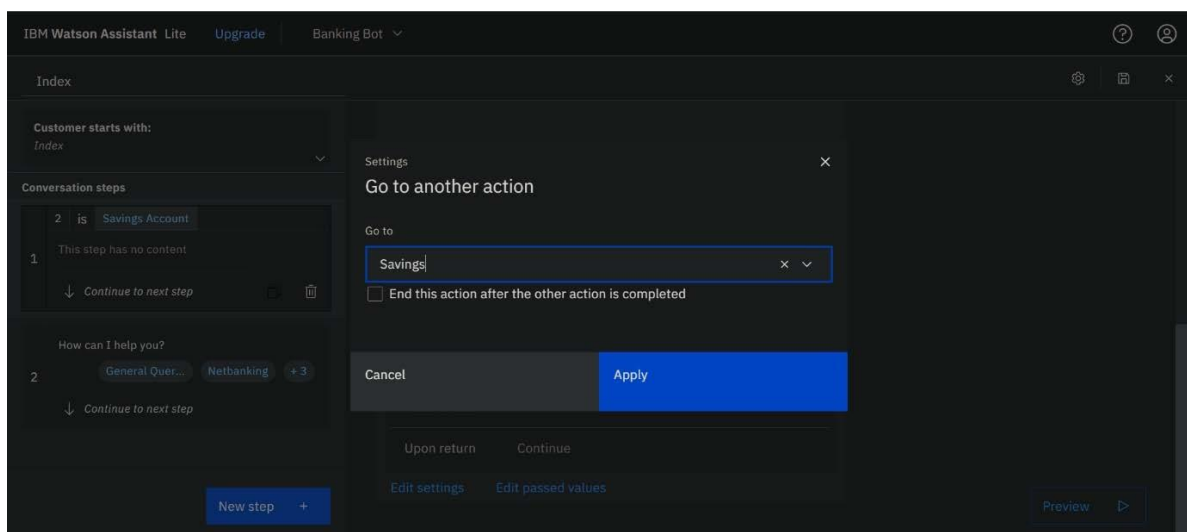 IBM Watson Assistant Lite Upgrade Banking Bot
Index
Customer starts with:
Index
Conversation steps
2 is Savings Account
This step has no content
1
Continue to next step
How can I help you?
General Quer... Netbanking + 3
2
Continue to next step
New step +
Settings
Go to another action
Go to
Savings
End this action after the other action is completed
Cancel Apply
Upon return Continue
Edit settings Edit passed values
Preview